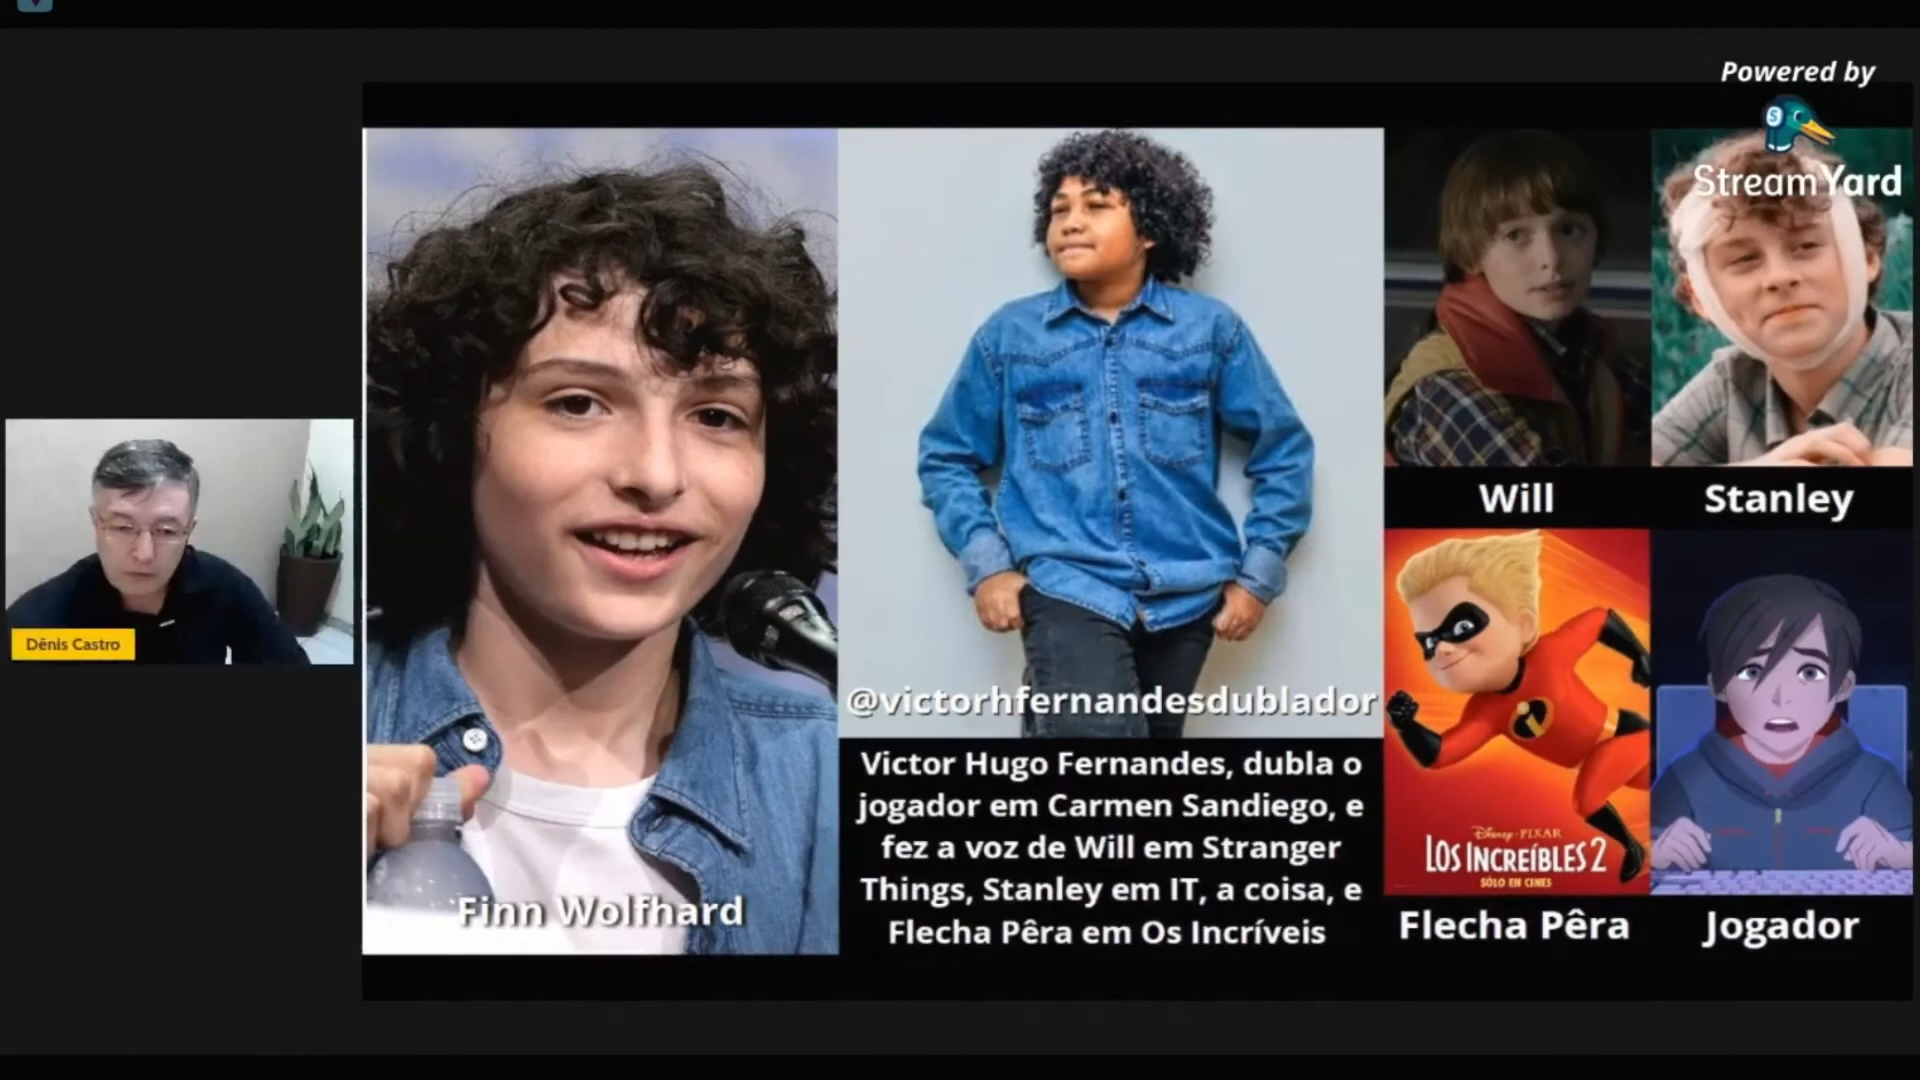 Powered by
StreamYard
Dênis Castro
Finn Wolfhard
@victorhfernandesdublador
Victor Hugo Fernandes, dubla o
jogador em Carmen Sandiego, e
fez a voz de Will em Stranger
Things, Stanley em IT, a coisa, e
Flecha Pêra em Os Incríveis
Will
Stanley
Disney·PIXAR
LOS INCREÍBLES 2
SÓLO EN CINES
Flecha Pêra
Jogador